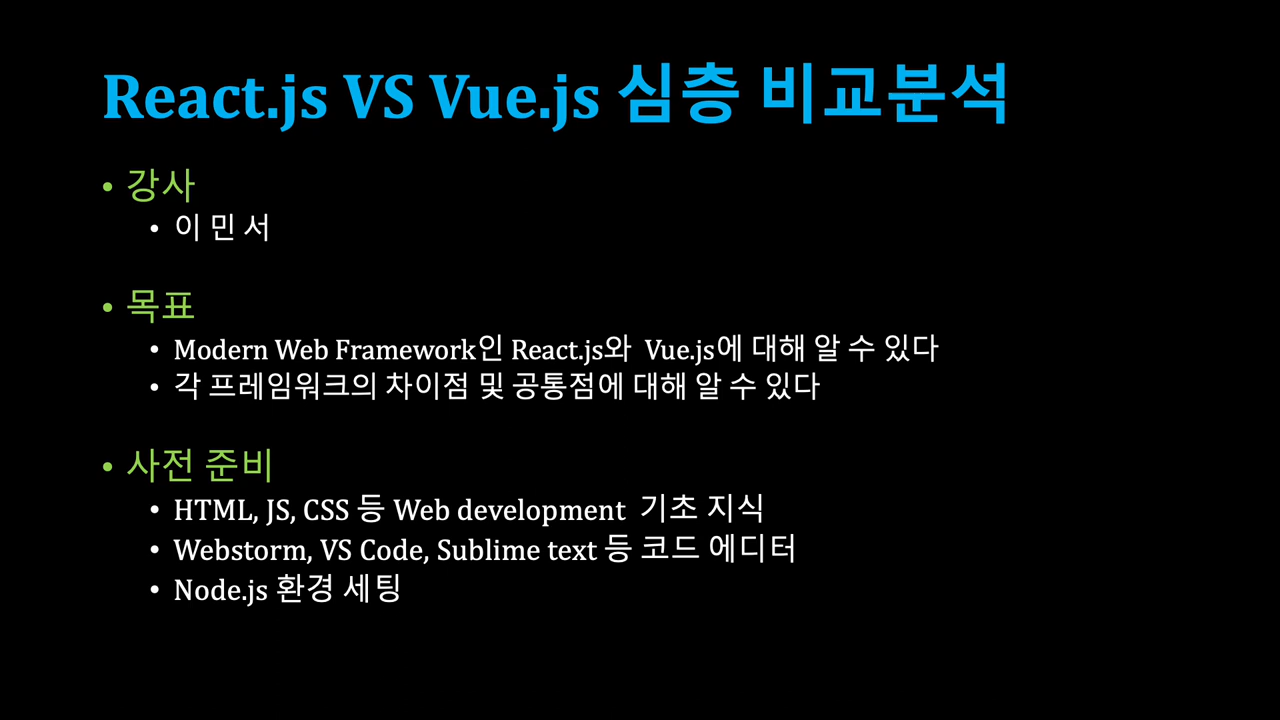 React.js VS Vue.js 심층 비교분석
• 강사
• 이 민 서
• 목표
• Modern Web Framework인 React.js와 Vue.js에 대해 알 수 있다
• 각 프레임워크의 차이점 및 공통점에 대해 알 수 있다
• 사전 준비
• HTML, JS, CSS 등 Web development 기초 지식
• Webstorm, VS Code, Sublime text 등 코드 에디터
• Node.js 환경 세팅